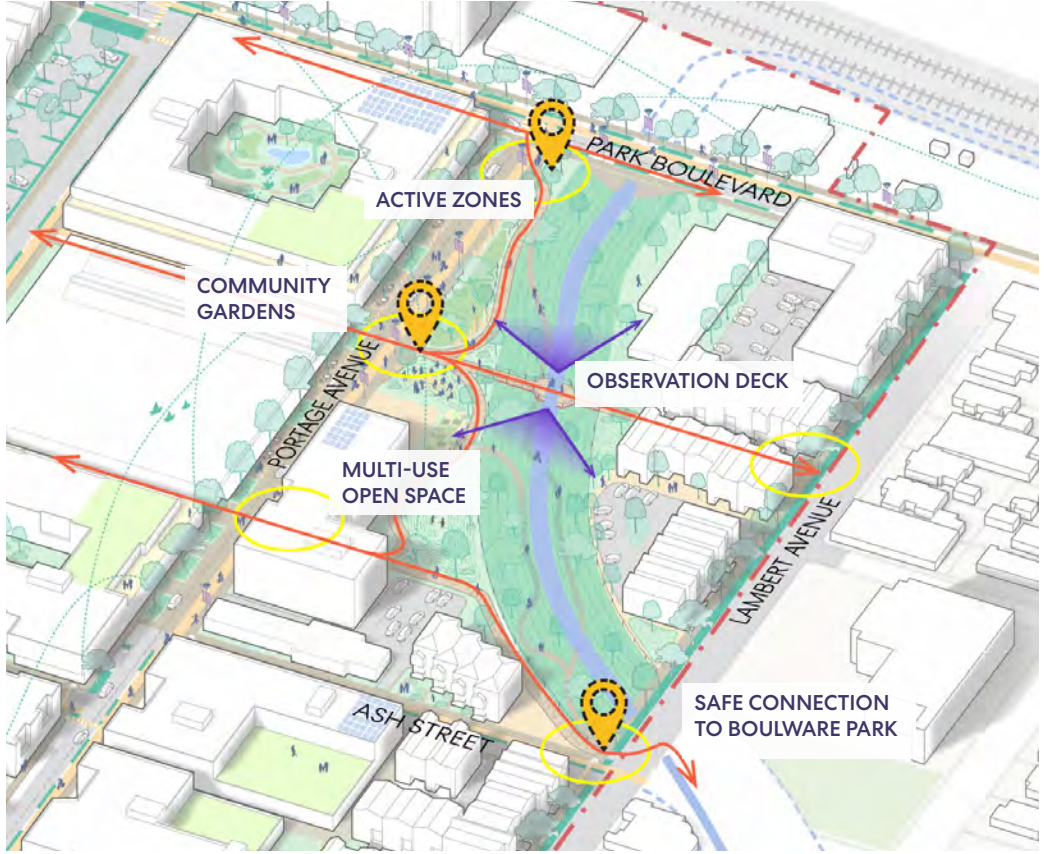 PARK BOULEVARD
ACTIVE ZONES
COMMUNITY
GARDENS
PORTAGE AVENUE
OBSERVATION DECK
MULTI-USE
OPEN SPACE
LAMBERT AVENUE
ASH STREET
SAFE CONNECTION
TO BOULWARE PARK